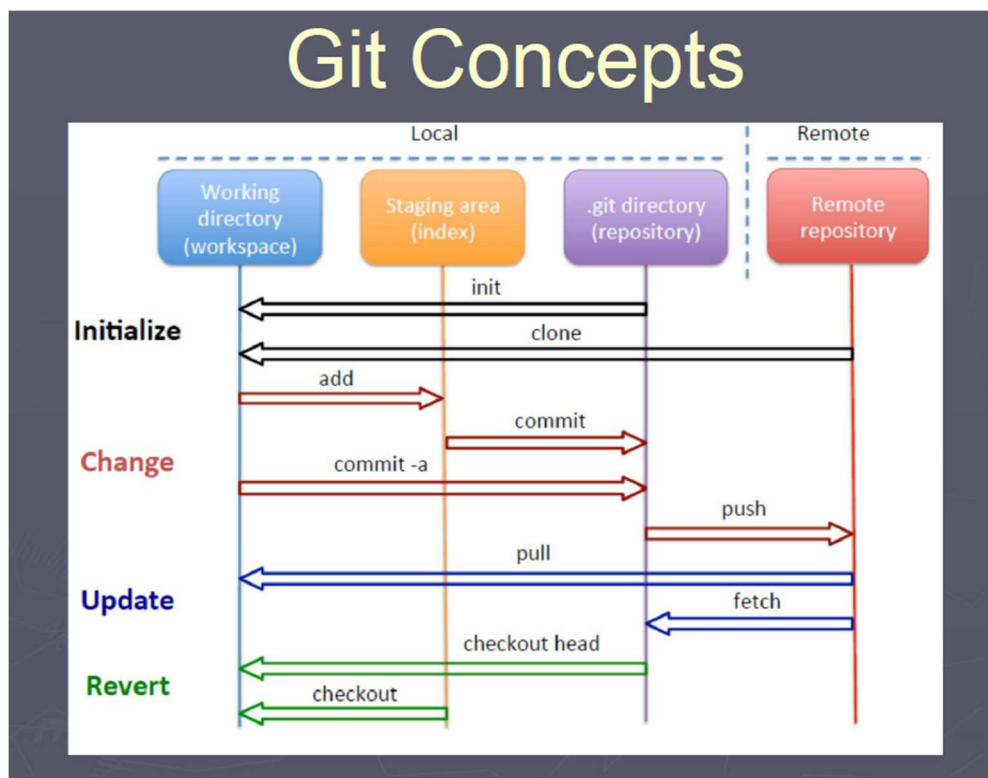 Git Concepts
Local
Remote
Working
directory
(workspace)
Staging area
(index)
.git directory
(repository)
Remote
repository
init
Initialize
clone
add
commit
Change
commit -a
push
pull
Update
fetch
checkout head
Revert
checkout